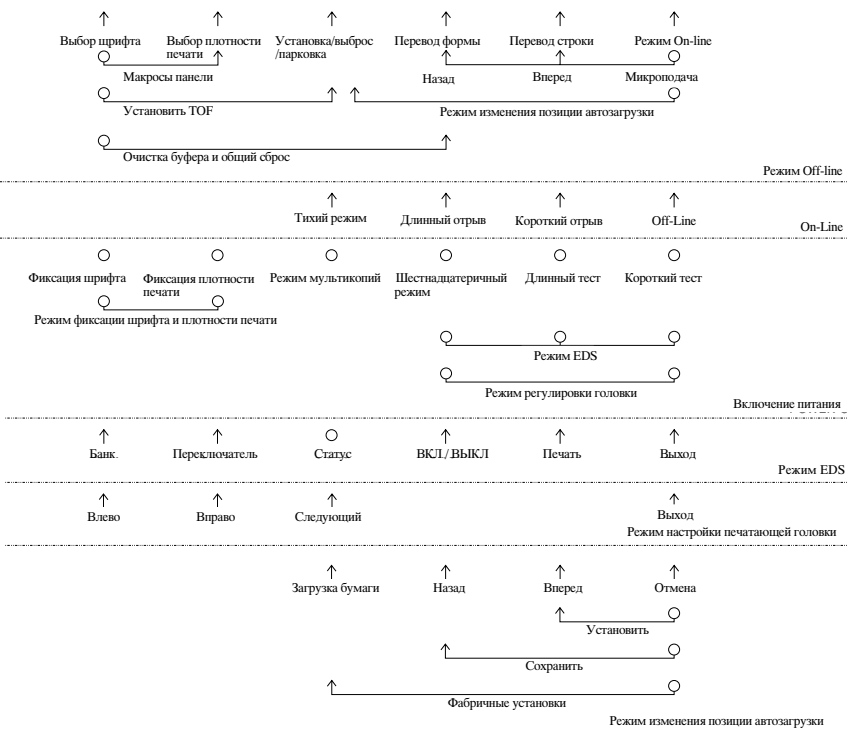 Выбор шрифта Выбор плотности печати Установка/выброс /парковка Перевод формы Перевод строки Режим On-line
Макросы панели Назад Вперед Микроподача
Установить TOF Режим изменения позиции автозагрузки
Очистка буфера и общий сброс
Режим Off-line
Тихий режим Длинный отрыв Короткий отрыв Off-Line
On-Line
Фиксация шрифта Фиксация плотности печати Режим мультикопий Шестнадцатеричный режим Длинный тест Короткий тест
Режим фиксации шрифта и плотности печати
Режим EDS
Режим регулировки головки
Включение питания
Банк. Переключатель Статус ВКЛ./.ВЫКЛ Печать Выход
Режим EDS
Влево Вправо Следующий Выход
Режим настройки печатающей головки
Загрузка бумаги Назад Вперед Отмена
Установить
Сохранить
Фабричные установки
Режим изменения позиции автозагрузки